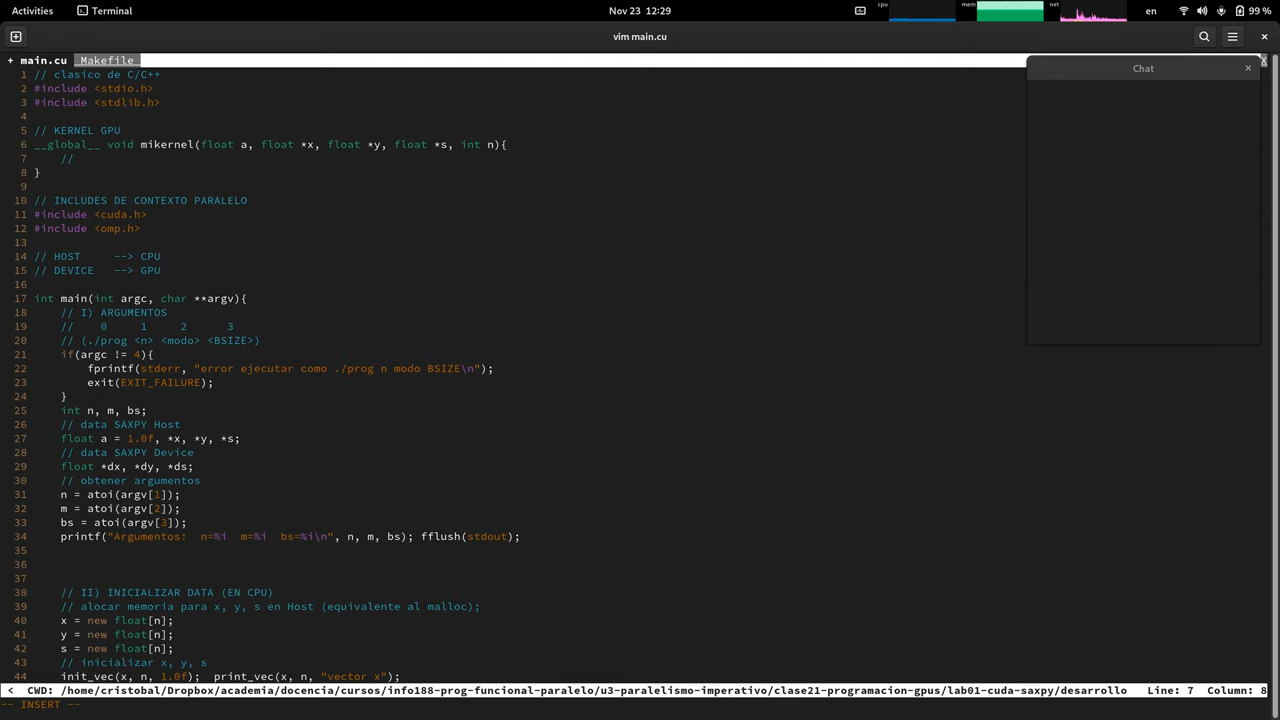 Activities Terminal Nov 23 12:29 cpu mem net en 99 %
vim main.cu
+ main.cu Makefile X
Chat ×
1 // clasico de C/C++
2 #include <stdio.h>
3 #include <stdlib.h>
4
5 // KERNEL GPU
6 __global__ void mikernel(float a, float *x, float *y, float *s, int n){
7     //
8 }
9
10 // INCLUDES DE CONTEXTO PARALELO
11 #include <cuda.h>
12 #include <omp.h>
13
14 // HOST     --> CPU
15 // DEVICE   --> GPU
16
17 int main(int argc, char **argv){
18     // I) ARGUMENTOS
19     //    0     1     2      3
20     // (./prog <n> <modo> <BSIZE>)
21     if(argc != 4){
22         fprintf(stderr, "error ejecutar como ./prog n modo BSIZE\n");
23         exit(EXIT_FAILURE);
24     }
25     int n, m, bs;
26     // data SAXPY Host
27     float a = 1.0f, *x, *y, *s;
28     // data SAXPY Device
29     float *dx, *dy, *ds;
30     // obtener argumentos
31     n = atoi(argv[1]);
32     m = atoi(argv[2]);
33     bs = atoi(argv[3]);
34     printf("Argumentos:  n=%i  m=%i  bs=%i\n", n, m, bs); fflush(stdout);
35
36
37
38     // II) INICIALIZAR DATA (EN CPU)
39     // alocar memoria para x, y, s en Host (equivalente al malloc);
40     x = new float[n];
41     y = new float[n];
42     s = new float[n];
43     // inicializar x, y, s
44     init_vec(x, n, 1.0f);  print_vec(x, n, "vector x");
<  CWD: /home/cristobal/Dropbox/academia/docencia/cursos/info188-prog-funcional-paralelo/u3-paralelismo-imperativo/clase21-programacion-gpus/lab01-cuda-saxpy/desarrollo   Line: 7  Column: 8
-- INSERT --